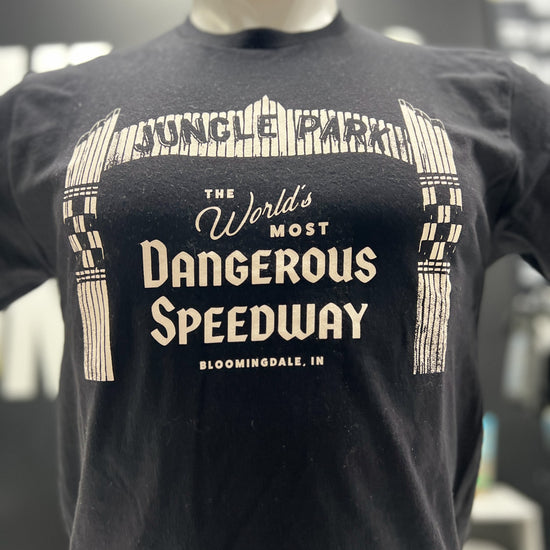 JUNGLE PARK
THE
World's
MOST
DANGEROUS
SPEEDWAY
BLOOMINGDALE, IN